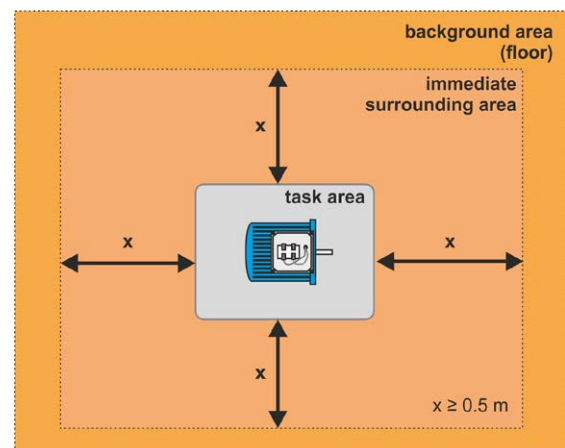 background area
(floor)
immediate
surrounding area
x
task area
x
x
x
x ≥ 0.5 m